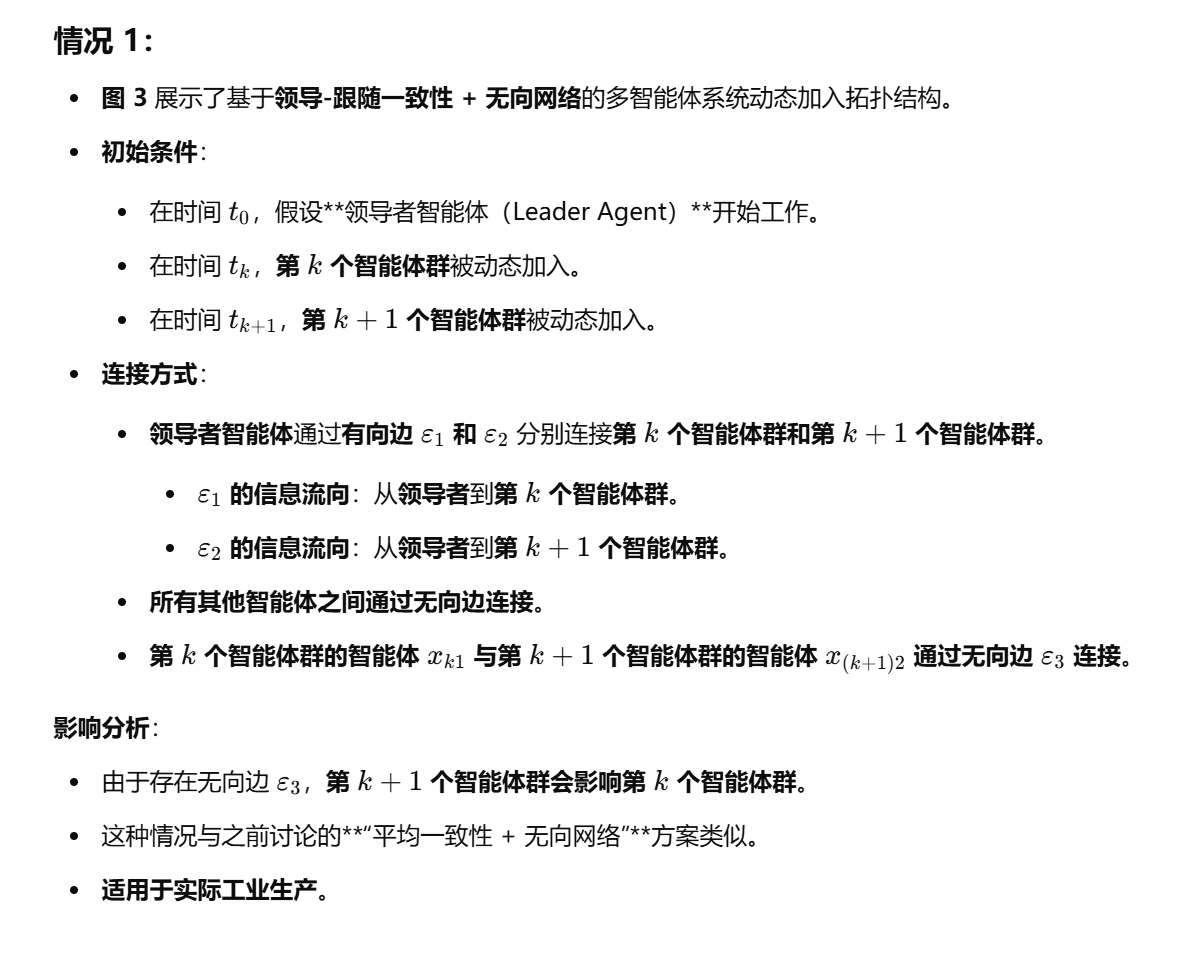 情况 1：
• 图 3 展示了基于领导-跟随一致性 + 无向网络的多智能体系统动态加入拓扑结构。
• 初始条件：
• 在时间 t₀，假设**领导者智能体（Leader Agent）**开始工作。
• 在时间 tₖ，第 k 个智能体群被动态加入。
• 在时间 tₖ₊₁，第 k + 1 个智能体群被动态加入。
• 连接方式：
• 领导者智能体通过有向边 ε₁ 和 ε₂ 分别连接第 k 个智能体群和第 k + 1 个智能体群。
• ε₁ 的信息流向：从领导者到第 k 个智能体群。
• ε₂ 的信息流向：从领导者到第 k + 1 个智能体群。
• 所有其他智能体之间通过无向边连接。
• 第 k 个智能体群的智能体 xₖ₁ 与第 k + 1 个智能体群的智能体 x₍ₖ₊₁₎₂ 通过无向边 ε₃ 连接。
影响分析：
• 由于存在无向边 ε₃，第 k + 1 个智能体群会影响第 k 个智能体群。
• 这种情况与之前讨论的**“平均一致性 + 无向网络”**方案类似。
• 适用于实际工业生产。